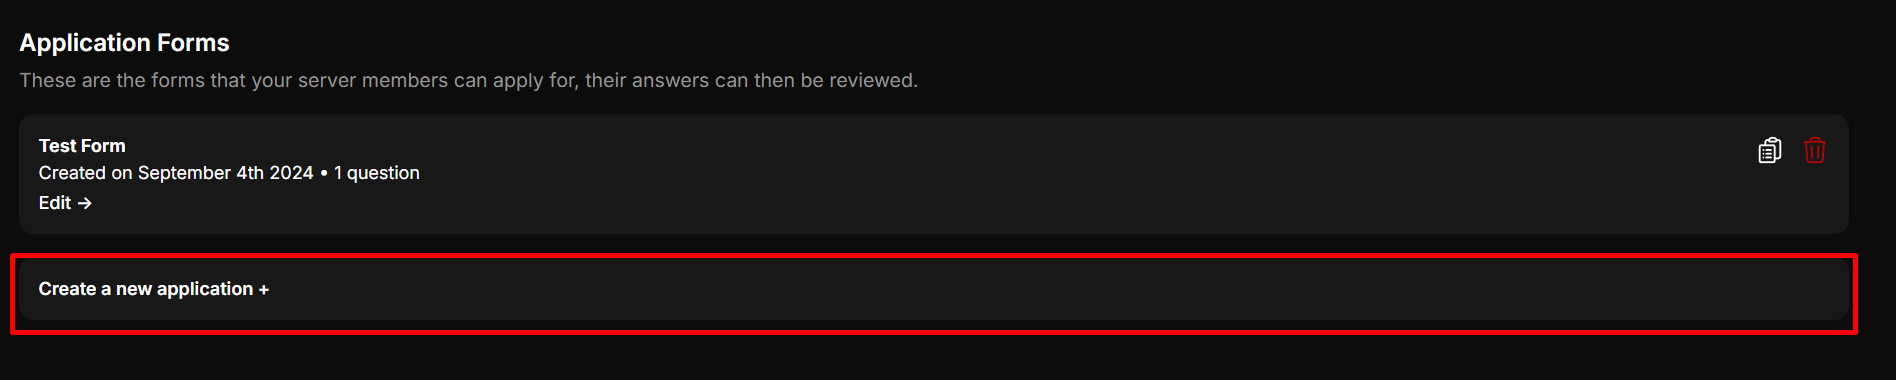 Application Forms
These are the forms that your server members can apply for, their answers can then be reviewed.
Test Form
Created on September 4th 2024 • 1 question
Edit →
Create a new application +